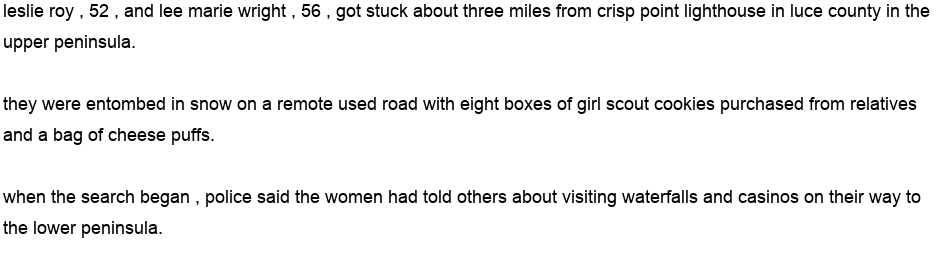 leslie roy , 52 , and lee marie wright , 56 , got stuck about three miles from crisp point lighthouse in luce county in the
upper peninsula.
they were entombed in snow on a remote used road with eight boxes of girl scout cookies purchased from relatives
and a bag of cheese puffs.
when the search began , police said the women had told others about visiting waterfalls and casinos on their way to
the lower peninsula.